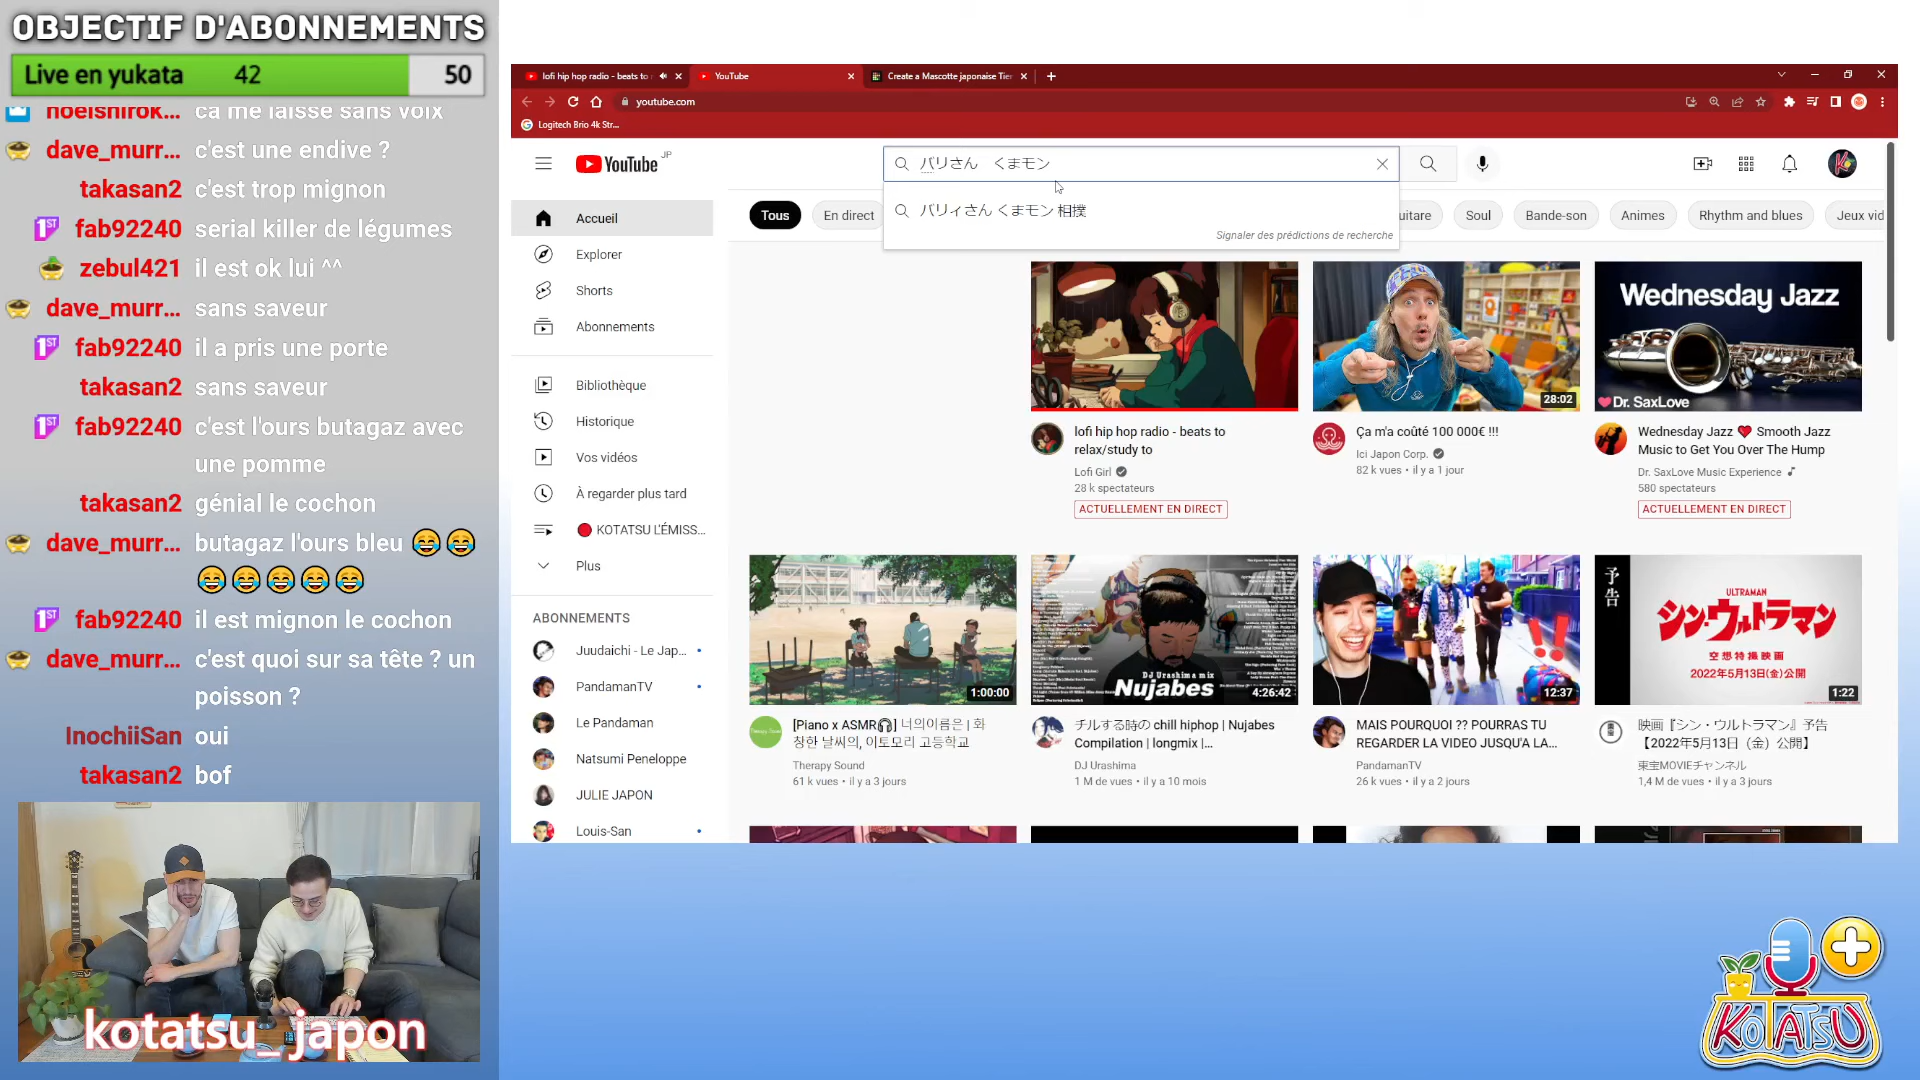 OBJECTIF D'ABONNEMENTS
Live en yukata 42 50
noelshirok... ça me laisse sans voix
dave_murr... c'est une endive ?
takasan2 c'est trop mignon
fab92240 serial killer de légumes
zebul421 il est ok lui ^^
dave_murr... sans saveur
fab92240 il a pris une porte
takasan2 sans saveur
fab92240 c'est l'ours butagaz avec
une pomme
takasan2 génial le cochon
dave_murr... butagaz l'ours bleu 😂😂
😂😂😂😂😂
fab92240 il est mignon le cochon
dave_murr... c'est quoi sur sa tête ? un
poisson ?
InochiiSan oui
takasan2 bof
kotatsu_japon
lofi hip hop radio - beats to r
YouTube
Create a Mascotte japonaise Tier
youtube.com
Logitech Brio 4k Str...
YouTube JP
バリさん　くまモン
バリィさん くまモン 相撲
Signaler des prédictions de recherche
Accueil
Explorer
Shorts
Abonnements
Bibliothèque
Historique
Vos vidéos
À regarder plus tard
🔴 KOTATSU L'ÉMISS...
Plus
ABONNEMENTS
Juudaichi - Le Jap...
PandamanTV
Le Pandaman
Natsumi Peneloppe
JULIE JAPON
Louis-San
Tous
En direct
uitare
Soul
Bande-son
Animes
Rhythm and blues
Jeux vid
lofi hip hop radio - beats to
relax/study to
Lofi Girl
28 k spectateurs
ACTUELLEMENT EN DIRECT
28:02
Ça m'a coûté 100 000€ !!!
Ici Japon Corp.
82 k vues • il y a 1 jour
Wednesday Jazz
Dr. SaxLove
Wednesday Jazz ❤️ Smooth Jazz
Music to Get You Over The Hump
Dr. SaxLove Music Experience
580 spectateurs
ACTUELLEMENT EN DIRECT
1:00:00
[Piano x ASMR🎧] 너의이름은 | 화
창한 날씨의, 이토모리 고등학교
Therapy Sound
61 k vues • il y a 3 jours
DJ Urashima mix
Nujabes
4:26:42
チルする時の chill hiphop | Nujabes
Compilation | longmix |...
DJ Urashima
1 M de vues • il y a 10 mois
12:37
MAIS POURQUOI ?? POURRAS TU
REGARDER LA VIDEO JUSQU'A LA...
PandamanTV
26 k vues • il y a 2 jours
予告
ULTRAMAN
シン・ウルトラマン
空想特撮映画
2022年5月13日(金)公開
1:22
映画『シン・ウルトラマン』予告
【2022年5月13日（金）公開】
東宝MOVIEチャンネル
1,4 M de vues • il y a 3 jours
KOTATSU